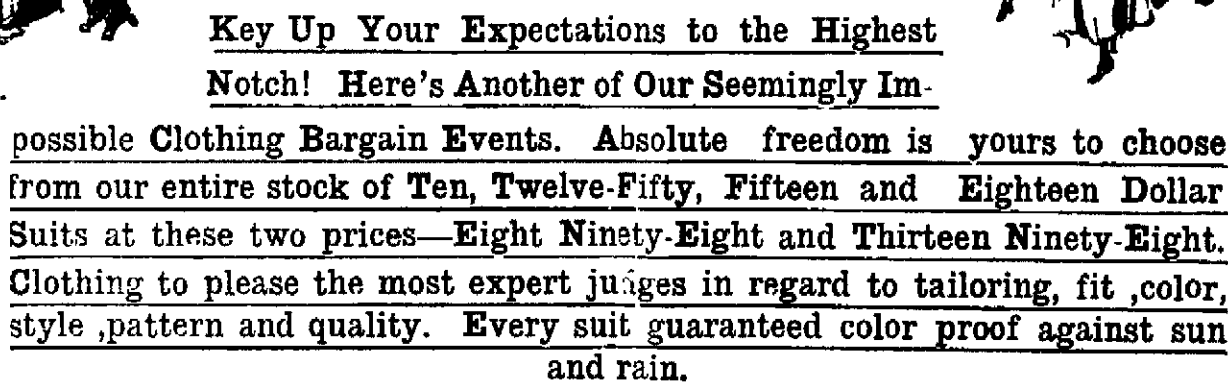 Key Up Your Expectations to the Highest
Notch! Here's Another of Our Seemingly Im-
possible Clothing Bargain Events. Absolute freedom is yours to choose
from our entire stock of Ten, Twelve-Fifty, Fifteen and Eighteen Dollar
Suits at these two prices—Eight Ninety-Eight and Thirteen Ninety-Eight.
Clothing to please the most expert judges in regard to tailoring, fit ,color,
style ,pattern and quality. Every suit guaranteed color proof against sun
and rain.